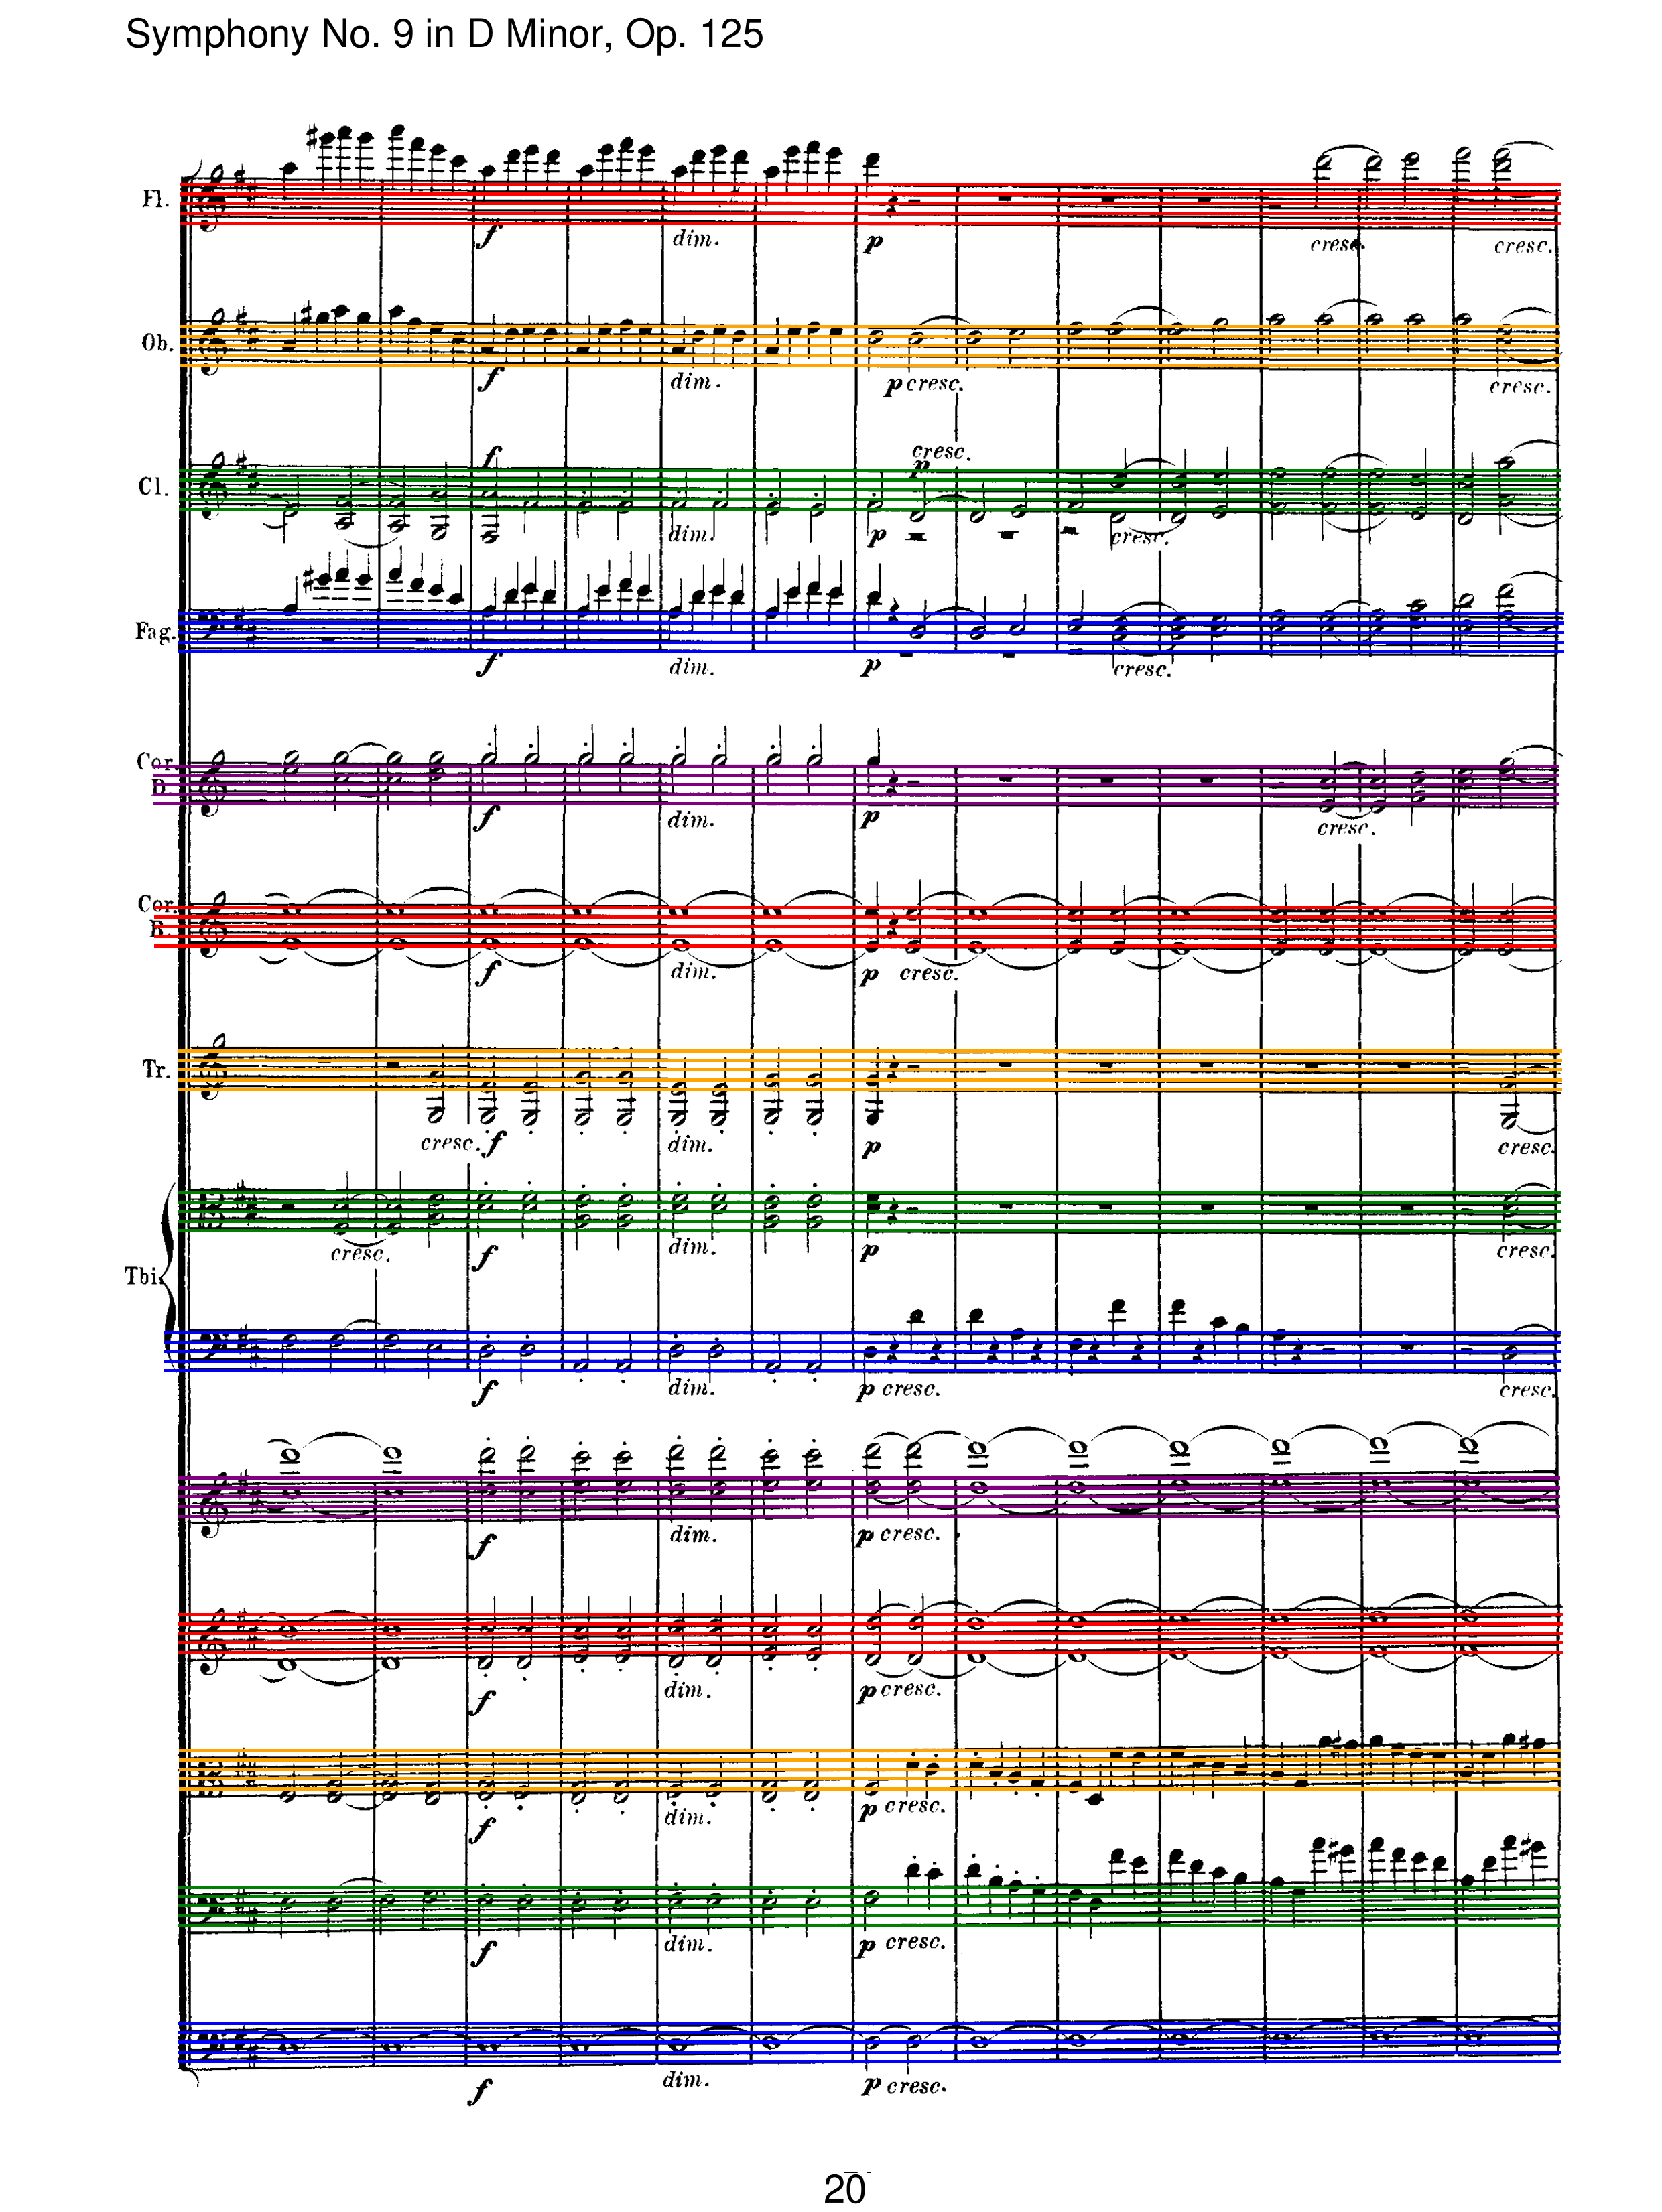 Symphony No. 9 in D Minor, Op. 125
Fl.
f dim. p cresc. cresc.
Ob.
f dim. p cresc. cresc.
cresc.
f p
Cl.
dim. p cresc.
Fag.
f dim. p cresc.
Cor.
f dim. p cresc.
Cor.
f dim. p cresc.
Tr.
cresc. f dim. p cresc.
cresc. f dim. p cresc.
Tbi.
f dim. p cresc. cresc.
f dim. p cresc.
f dim. p cresc.
f dim. p cresc.
f dim. p cresc.
f dim. p cresc.
20